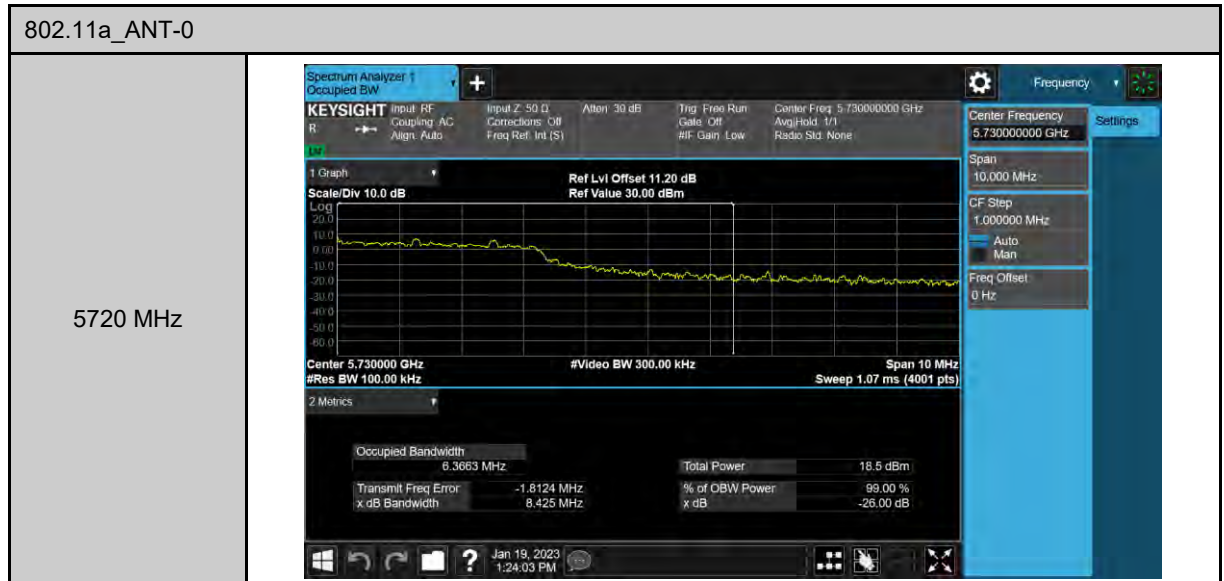 802.11a_ANT-0
5720 MHz
Spectrum Analyzer 1
Occupied BW
+
Frequency
KEYSIGHT
R
Input: RF
Coupling: AC
Align: Auto
Input Z: 50 Ω
Corrections: Off
Freq Ref: Int (S)
Atten: 30 dB
Trig: Free Run
Gate: Off
#IF Gain: Low
Center Freq: 5.730000000 GHz
Avg|Hold: 1/1
Radio Std: None
Center Frequency
5.730000000 GHz
Settings
Span
10.000 MHz
CF Step
1.000000 MHz
Auto
Man
Freq Offset
0 Hz
1 Graph
Scale/Div 10.0 dB
Ref Lvl Offset 11.20 dB
Ref Value 30.00 dBm
Log
20.0
10.0
0.00
-10.0
-20.0
-30.0
-40.0
-50.0
-60.0
Center 5.730000 GHz
#Res BW 100.00 kHz
#Video BW 300.00 kHz
Span 10 MHz
Sweep 1.07 ms (4001 pts)
2 Metrics
Occupied Bandwidth
6.3663 MHz
Total Power 18.5 dBm
Transmit Freq Error -1.8124 MHz
% of OBW Power 99.00 %
x dB Bandwidth 8.425 MHz
x dB -26.00 dB
?
Jan 19, 2023
1:24:03 PM